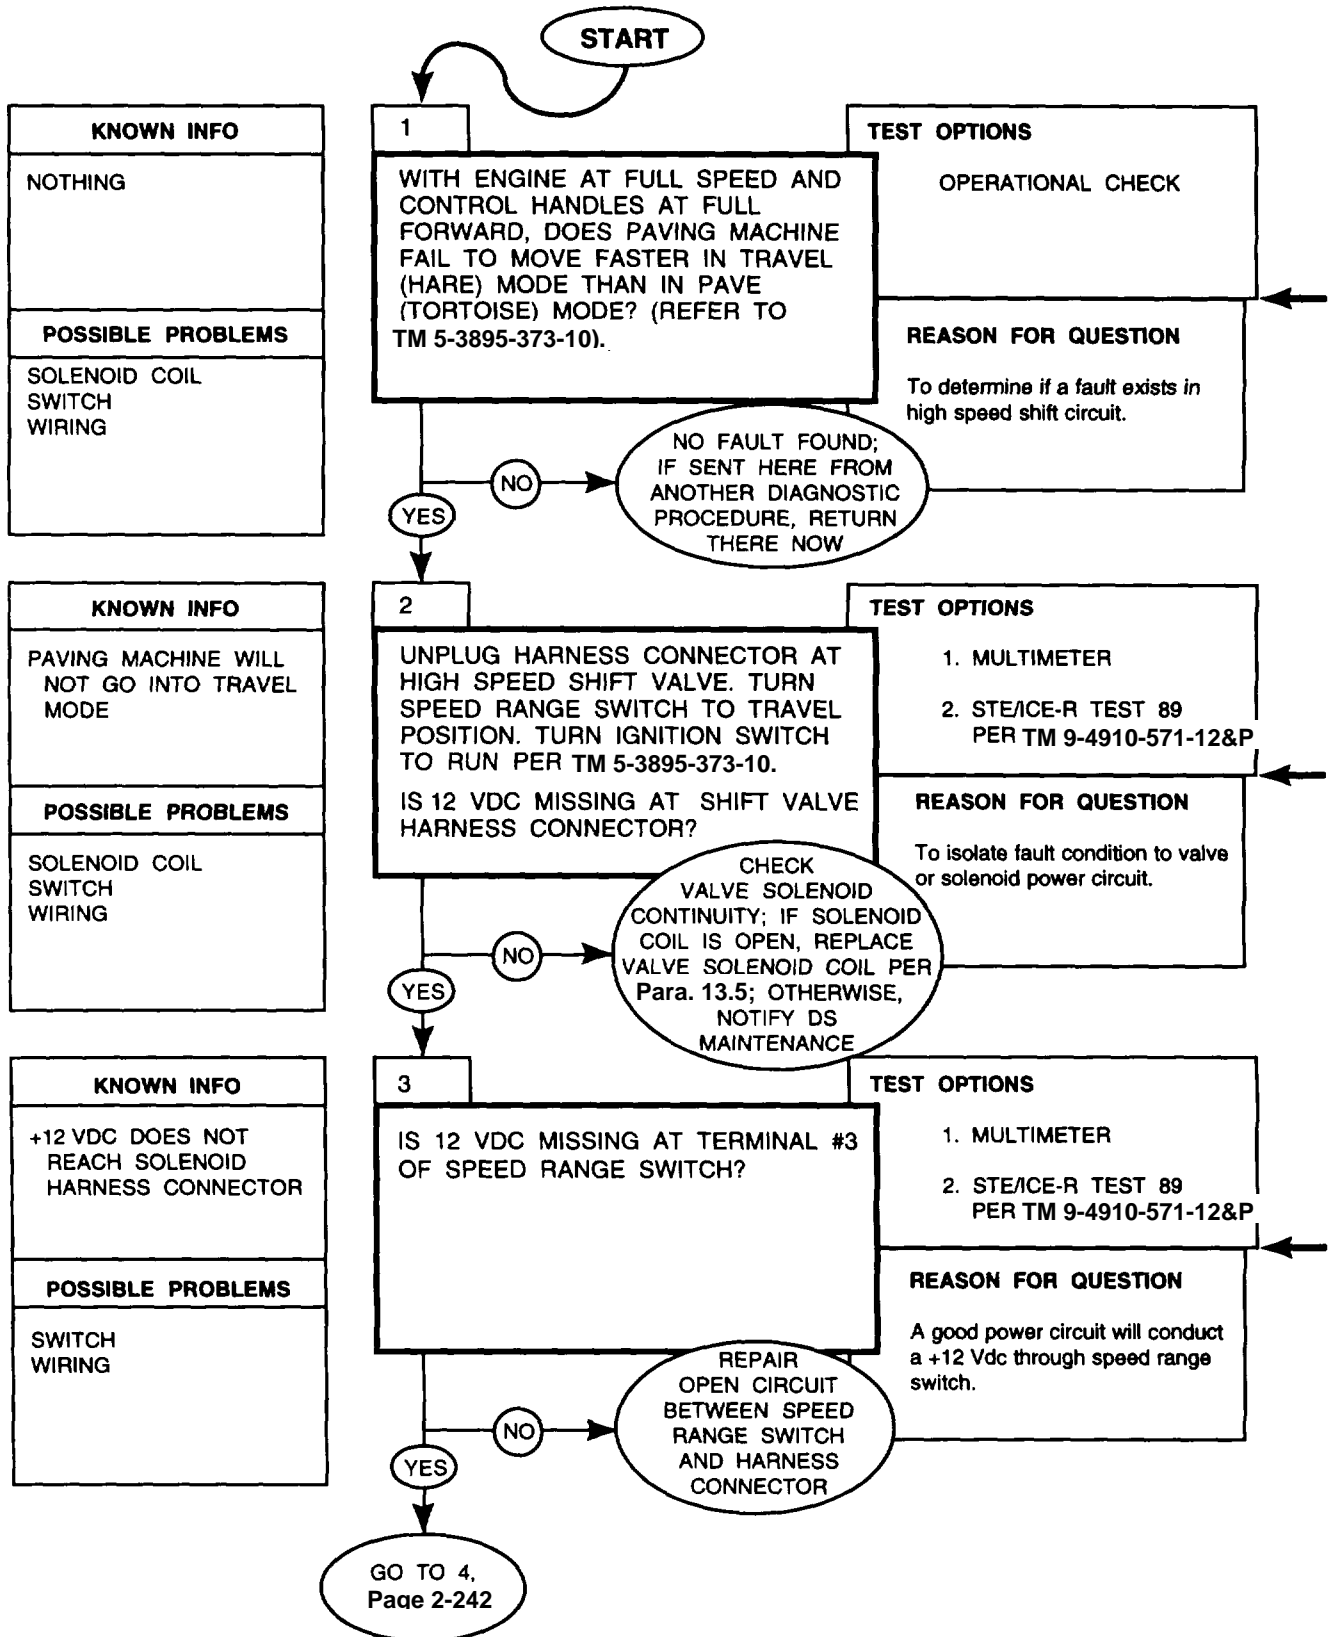 START
KNOWN INFO
NOTHING
POSSIBLE PROBLEMS
SOLENOID COIL
SWITCH
WIRING
1
WITH ENGINE AT FULL SPEED AND
CONTROL HANDLES AT FULL
FORWARD, DOES PAVING MACHINE
FAIL TO MOVE FASTER IN TRAVEL
(HARE) MODE THAN IN PAVE
(TORTOISE) MODE? (REFER TO
TM 5-3895-373-10).
TEST OPTIONS
OPERATIONAL CHECK
REASON FOR QUESTION
To determine if a fault exists in
high speed shift circuit.
NO
NO FAULT FOUND;
IF SENT HERE FROM
ANOTHER DIAGNOSTIC
PROCEDURE, RETURN
THERE NOW
YES
KNOWN INFO
PAVING MACHINE WILL
NOT GO INTO TRAVEL
MODE
POSSIBLE PROBLEMS
SOLENOID COIL
SWITCH
WIRING
2
UNPLUG HARNESS CONNECTOR AT
HIGH SPEED SHIFT VALVE. TURN
SPEED RANGE SWITCH TO TRAVEL
POSITION. TURN IGNITION SWITCH
TO RUN PER TM 5-3895-373-10.
IS 12 VDC MISSING AT SHIFT VALVE
HARNESS CONNECTOR?
TEST OPTIONS
1. MULTIMETER
2. STE/ICE-R TEST 89
PER TM 9-4910-571-12&P
REASON FOR QUESTION
To isolate fault condition to valve
or solenoid power circuit.
NO
CHECK
VALVE SOLENOID
CONTINUITY; IF SOLENOID
COIL IS OPEN, REPLACE
VALVE SOLENOID COIL PER
Para. 13.5; OTHERWISE,
NOTIFY DS
MAINTENANCE
YES
KNOWN INFO
+12 VDC DOES NOT
REACH SOLENOID
HARNESS CONNECTOR
POSSIBLE PROBLEMS
SWITCH
WIRING
3
IS 12 VDC MISSING AT TERMINAL #3
OF SPEED RANGE SWITCH?
TEST OPTIONS
1. MULTIMETER
2. STE/ICE-R TEST 89
PER TM 9-4910-571-12&P
REASON FOR QUESTION
A good power circuit will conduct
a +12 Vdc through speed range
switch.
NO
REPAIR
OPEN CIRCUIT
BETWEEN SPEED
RANGE SWITCH
AND HARNESS
CONNECTOR
YES
GO TO 4,
Page 2-242